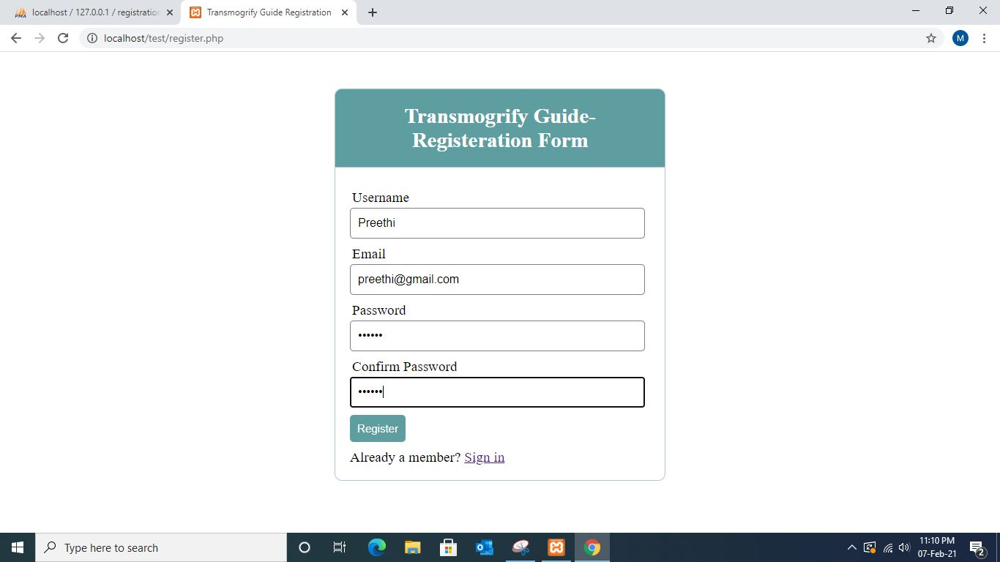 PMA localhost / 127.0.0.1 / registration
Transmogrify Guide Registration
localhost/test/register.php
M
Transmogrify Guide-
Registeration Form
Username
Preethi
Email
preethi@gmail.com
Password
••••••
Confirm Password
••••••
Register
Already a member? Sign in
Type here to search
11:10 PM
07-Feb-21
2